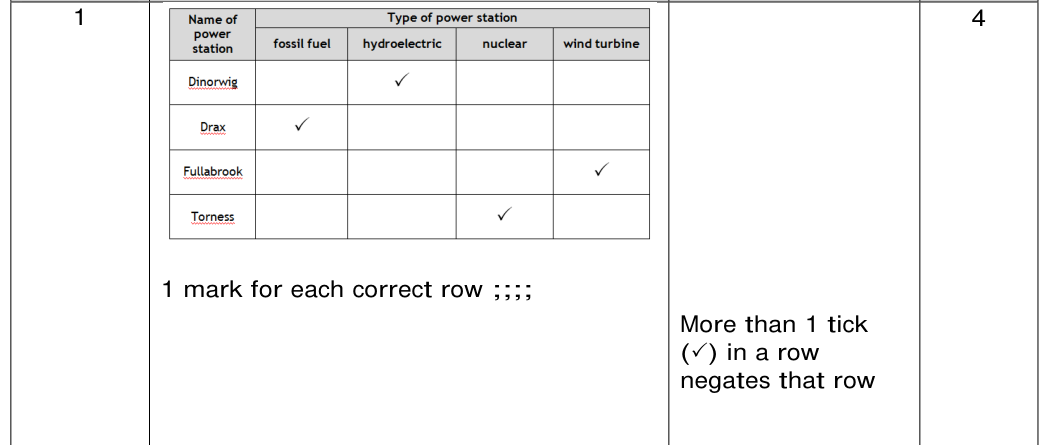 1
Name of power station
Type of power station
fossil fuel hydroelectric nuclear wind turbine
Dinorwig ✓
Drax ✓
Fullabrook ✓
Torness ✓
1 mark for each correct row ;;;;
More than 1 tick
(✓) in a row
negates that row
4